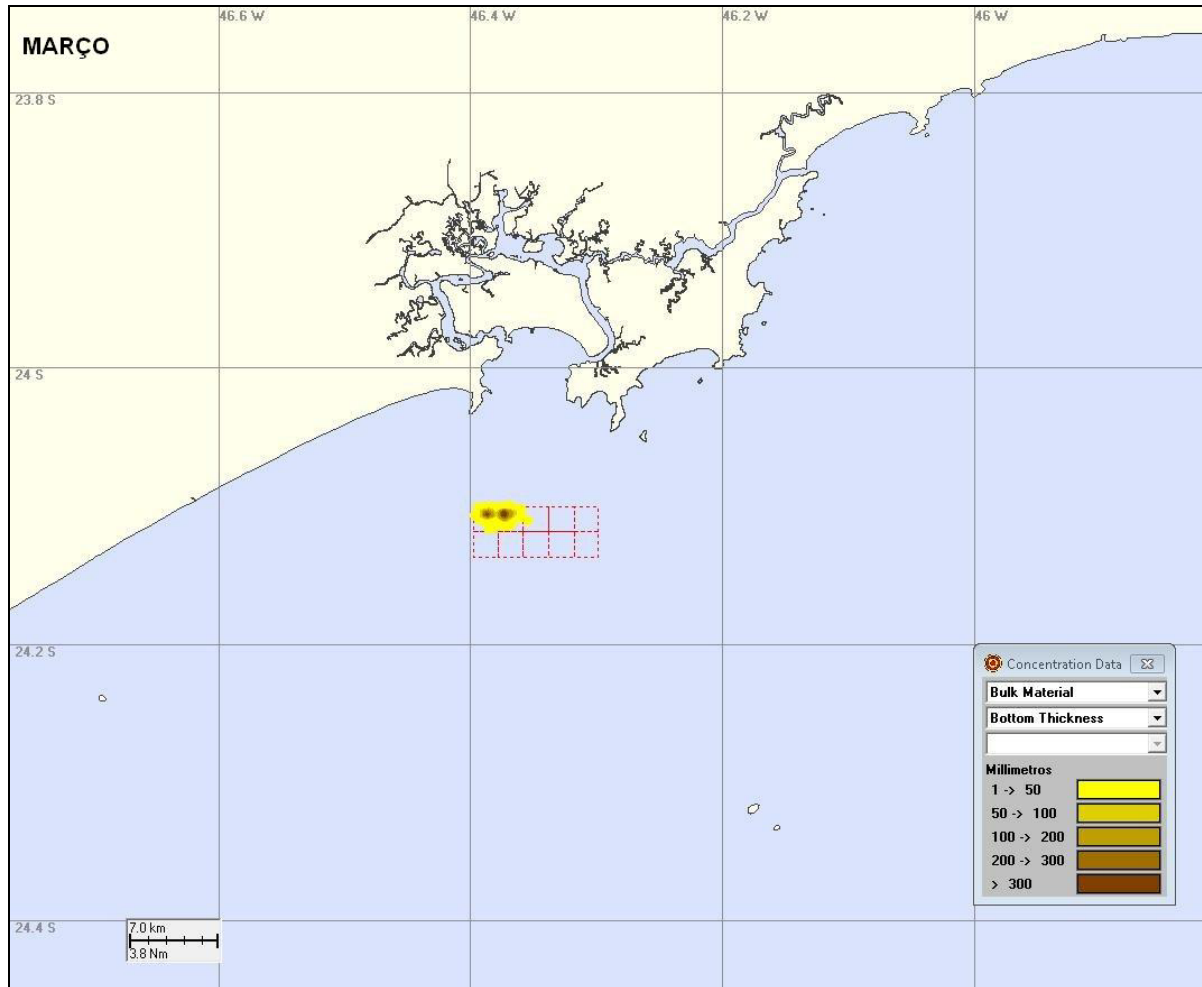 46.6 W
46.4 W
46.2 W
46 W
MARÇO
23.8 S
24 S
24.2 S
24.4 S
7.0 km
3.8 Nm
Concentration Data
Bulk Material
Bottom Thickness
Millimetros
1 -> 50
50 -> 100
100 -> 200
200 -> 300
> 300